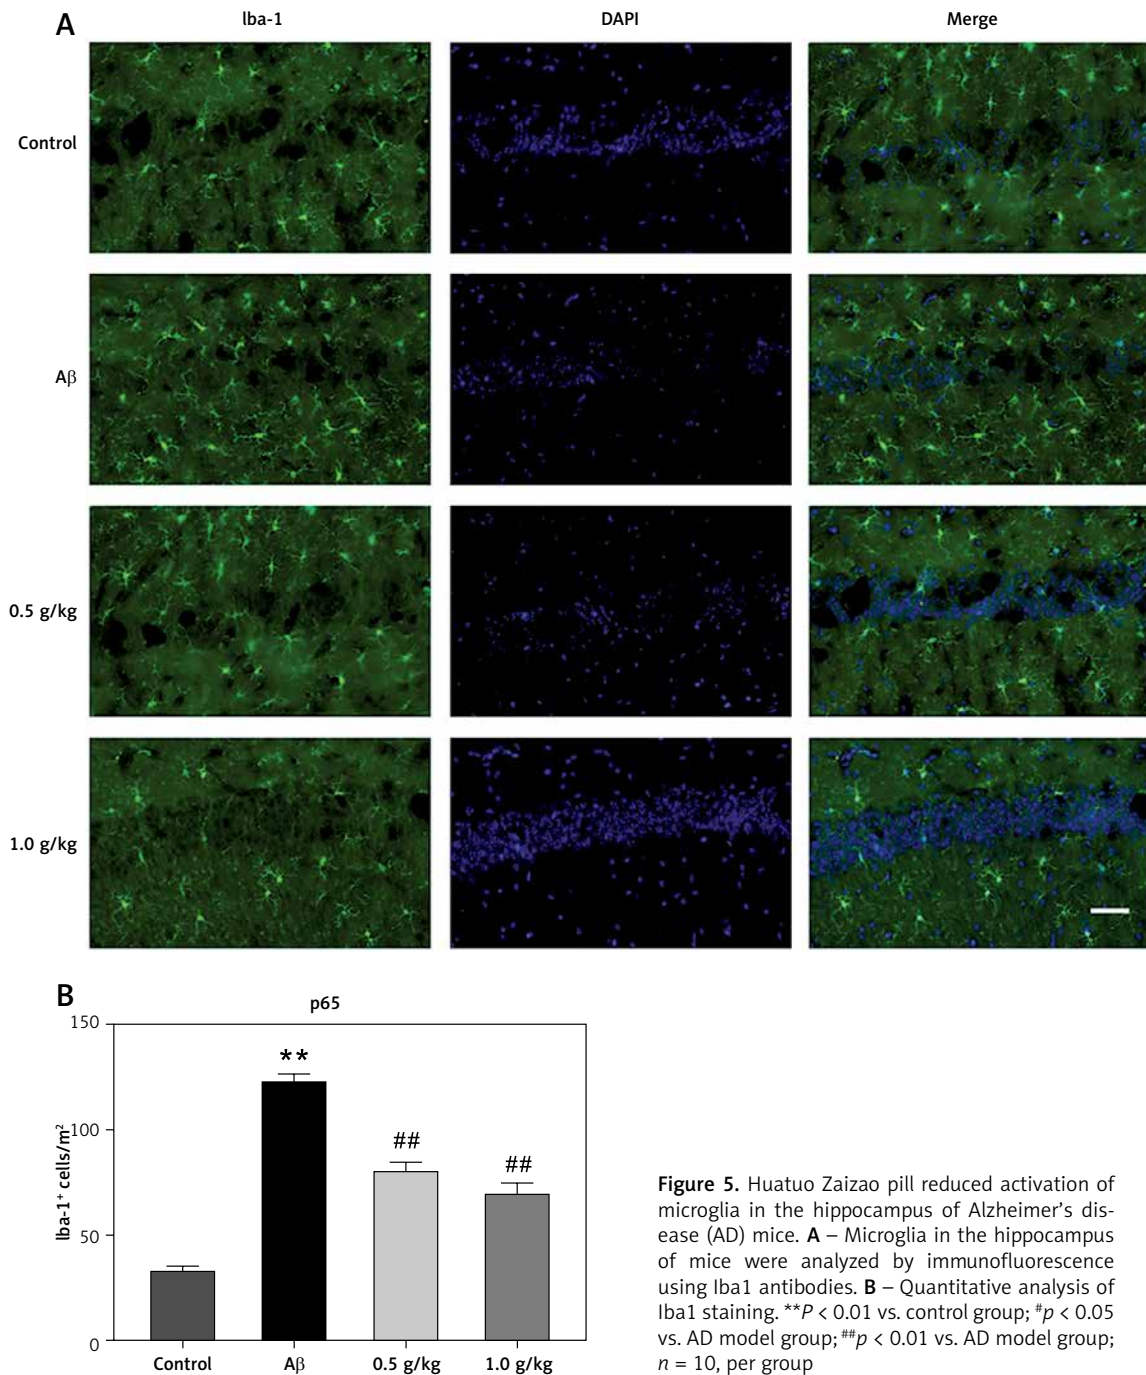 A
Iba-1 DAPI Merge
Control
Aβ
0.5 g/kg
1.0 g/kg
B
p65
Iba-1⁺ cells/m²
150
100
50
0
**
##
##
Control Aβ 0.5 g/kg 1.0 g/kg
Figure 5. Huatuo Zaizao pill reduced activation of
microglia in the hippocampus of Alzheimer's dis-
ease (AD) mice. A – Microglia in the hippocampus
of mice were analyzed by immunofluorescence
using Iba1 antibodies. B – Quantitative analysis of
Iba1 staining. **P < 0.01 vs. control group; #p < 0.05
vs. AD model group; ##p < 0.01 vs. AD model group;
n = 10, per group